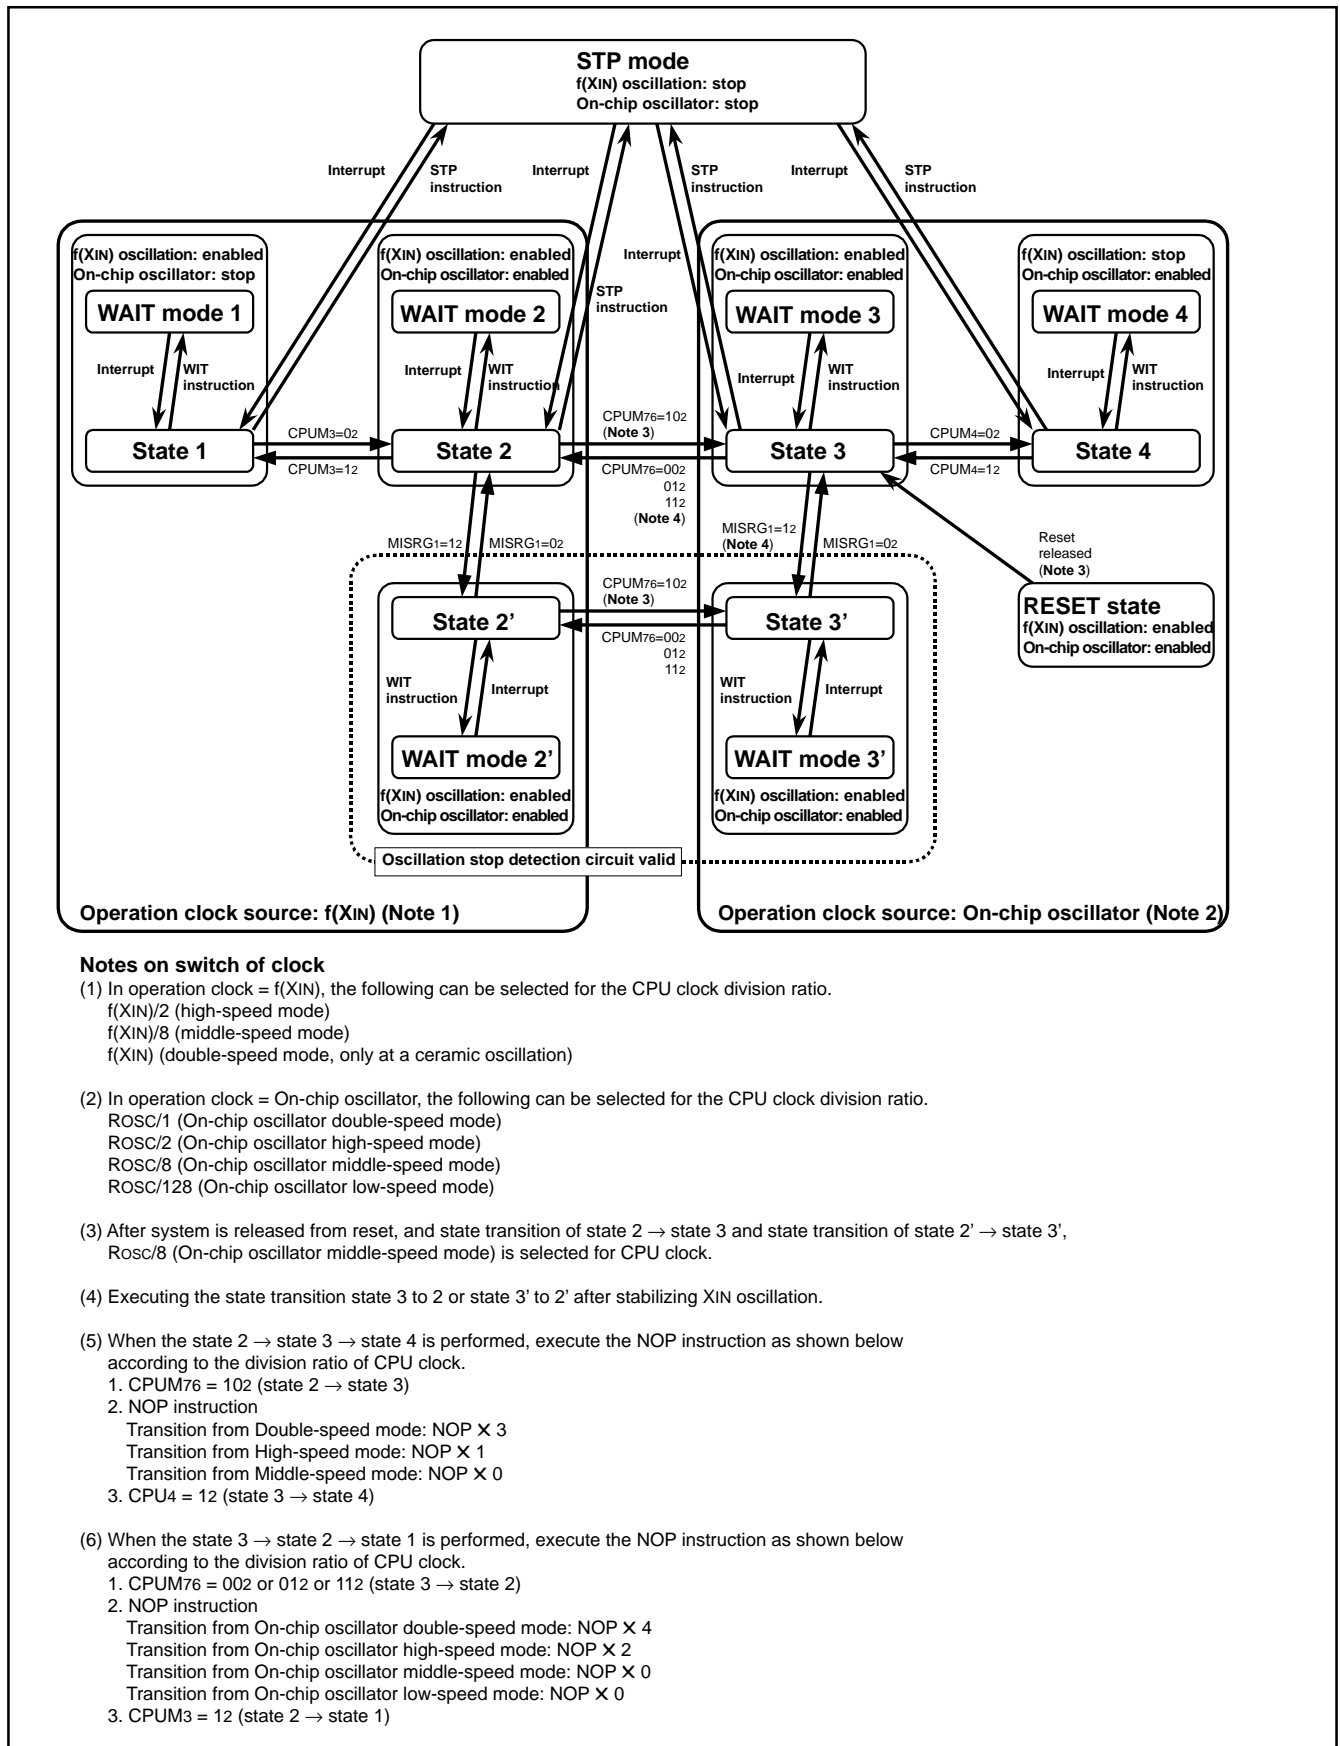 STP mode
f(XIN) oscillation: stop
On-chip oscillator: stop
Interrupt
STP
instruction
Interrupt
STP
instruction
Interrupt
STP
instruction
Interrupt
STP
instruction
f(XIN) oscillation: enabled
On-chip oscillator: stop
WAIT mode 1
Interrupt
WIT
instruction
State 1
f(XIN) oscillation: enabled
On-chip oscillator: enabled
WAIT mode 2
Interrupt
WIT
instruction
State 2
f(XIN) oscillation: enabled
On-chip oscillator: enabled
WAIT mode 3
Interrupt
WIT
instruction
State 3
f(XIN) oscillation: stop
On-chip oscillator: enabled
WAIT mode 4
Interrupt
WIT
instruction
State 4
CPUM3=02
CPUM3=12
CPUM76=102
(Note 3)
CPUM76=002
012
112
(Note 4)
CPUM4=02
CPUM4=12
MISRG1=12
MISRG1=02
MISRG1=12
(Note 4)
MISRG1=02
Reset
released
(Note 3)
RESET state
f(XIN) oscillation: enabled
On-chip oscillator: enabled
State 2’
CPUM76=102
(Note 3)
CPUM76=002
012
112
State 3’
WIT
instruction
Interrupt
WIT
instruction
Interrupt
WAIT mode 2’
f(XIN) oscillation: enabled
On-chip oscillator: enabled
WAIT mode 3’
f(XIN) oscillation: enabled
On-chip oscillator: enabled
Oscillation stop detection circuit valid
Operation clock source: f(XIN) (Note 1)
Operation clock source: On-chip oscillator (Note 2)
Notes on switch of clock
(1) In operation clock = f(XIN), the following can be selected for the CPU clock division ratio.
f(XIN)/2 (high-speed mode)
f(XIN)/8 (middle-speed mode)
f(XIN) (double-speed mode, only at a ceramic oscillation)
(2) In operation clock = On-chip oscillator, the following can be selected for the CPU clock division ratio.
ROSC/1 (On-chip oscillator double-speed mode)
ROSC/2 (On-chip oscillator high-speed mode)
ROSC/8 (On-chip oscillator middle-speed mode)
ROSC/128 (On-chip oscillator low-speed mode)
(3) After system is released from reset, and state transition of state 2 → state 3 and state transition of state 2’ → state 3’,
ROSC/8 (On-chip oscillator middle-speed mode) is selected for CPU clock.
(4) Executing the state transition state 3 to 2 or state 3’ to 2’ after stabilizing XIN oscillation.
(5) When the state 2 → state 3 → state 4 is performed, execute the NOP instruction as shown below
according to the division ratio of CPU clock.
1. CPUM76 = 102 (state 2 → state 3)
2. NOP instruction
Transition from Double-speed mode: NOP ✕ 3
Transition from High-speed mode: NOP ✕ 1
Transition from Middle-speed mode: NOP ✕ 0
3. CPU4 = 12 (state 3 → state 4)
(6) When the state 3 → state 2 → state 1 is performed, execute the NOP instruction as shown below
according to the division ratio of CPU clock.
1. CPUM76 = 002 or 012 or 112 (state 3 → state 2)
2. NOP instruction
Transition from On-chip oscillator double-speed mode: NOP ✕ 4
Transition from On-chip oscillator high-speed mode: NOP ✕ 2
Transition from On-chip oscillator middle-speed mode: NOP ✕ 0
Transition from On-chip oscillator low-speed mode: NOP ✕ 0
3. CPUM3 = 12 (state 2 → state 1)